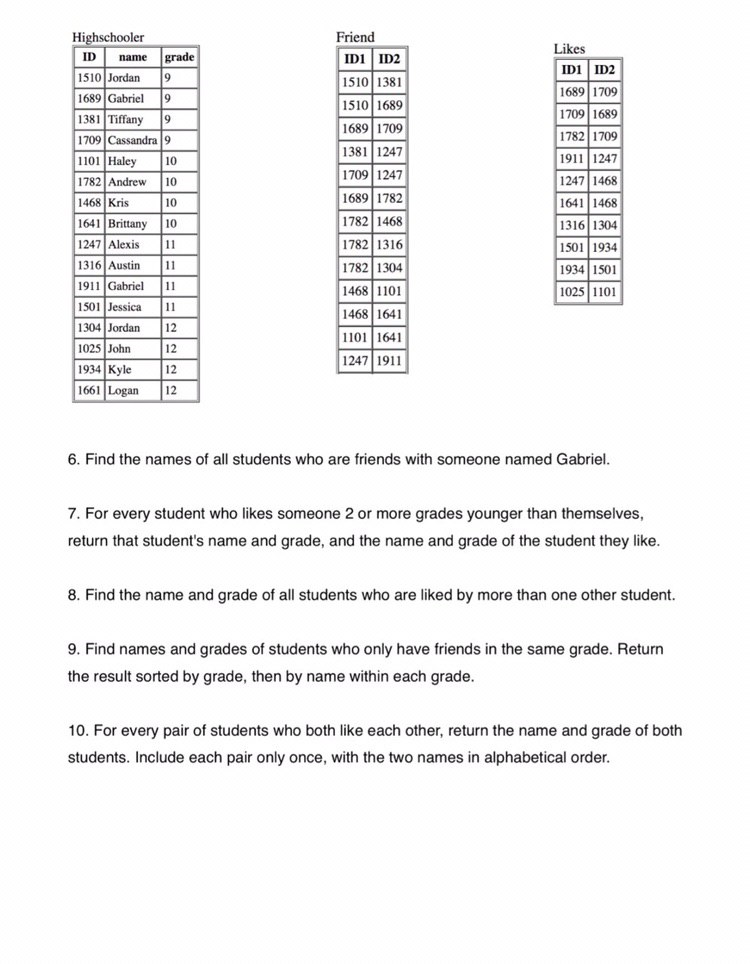 Highschooler
ID name grade
1510 Jordan 9
1689 Gabriel 9
1381 Tiffany 9
1709 Cassandra 9
1101 Haley 10
1782 Andrew 10
1468 Kris 10
1641 Brittany 10
1247 Alexis 11
1316 Austin 11
1911 Gabriel 11
1501 Jessica 11
1304 Jordan 12
1025 John 12
1934 Kyle 12
1661 Logan 12
Friend
ID1 ID2
1510 1381
1510 1689
1689 1709
1381 1247
1709 1247
1689 1782
1782 1468
1782 1316
1782 1304
1468 1101
1468 1641
1101 1641
1247 1911
Likes
ID1 ID2
1689 1709
1709 1689
1782 1709
1911 1247
1247 1468
1641 1468
1316 1304
1501 1934
1934 1501
1025 1101
6. Find the names of all students who are friends with someone named Gabriel.
7. For every student who likes someone 2 or more grades younger than themselves,
return that student's name and grade, and the name and grade of the student they like.
8. Find the name and grade of all students who are liked by more than one other student.
9. Find names and grades of students who only have friends in the same grade. Return
the result sorted by grade, then by name within each grade.
10. For every pair of students who both like each other, return the name and grade of both
students. Include each pair only once, with the two names in alphabetical order.